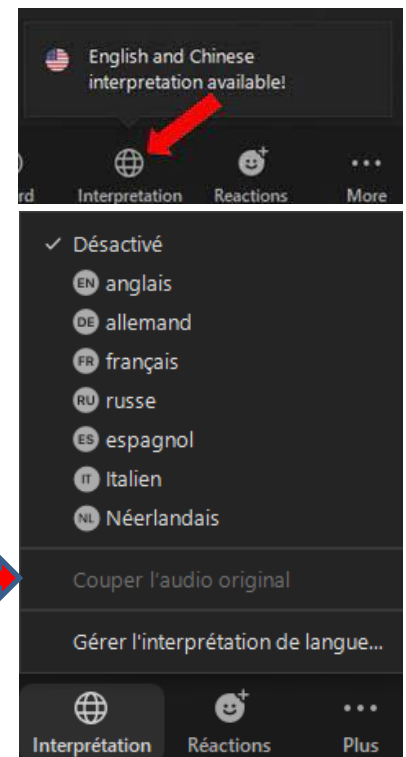 English and Chinese
interpretation available!
rd Interpretation Reactions More
Désactivé
EN anglais
DE allemand
FR français
RU russe
ES espagnol
IT Italien
NL Néerlandais
Couper l'audio original
Gérer l'interprétation de langue...
Interprétation Réactions Plus